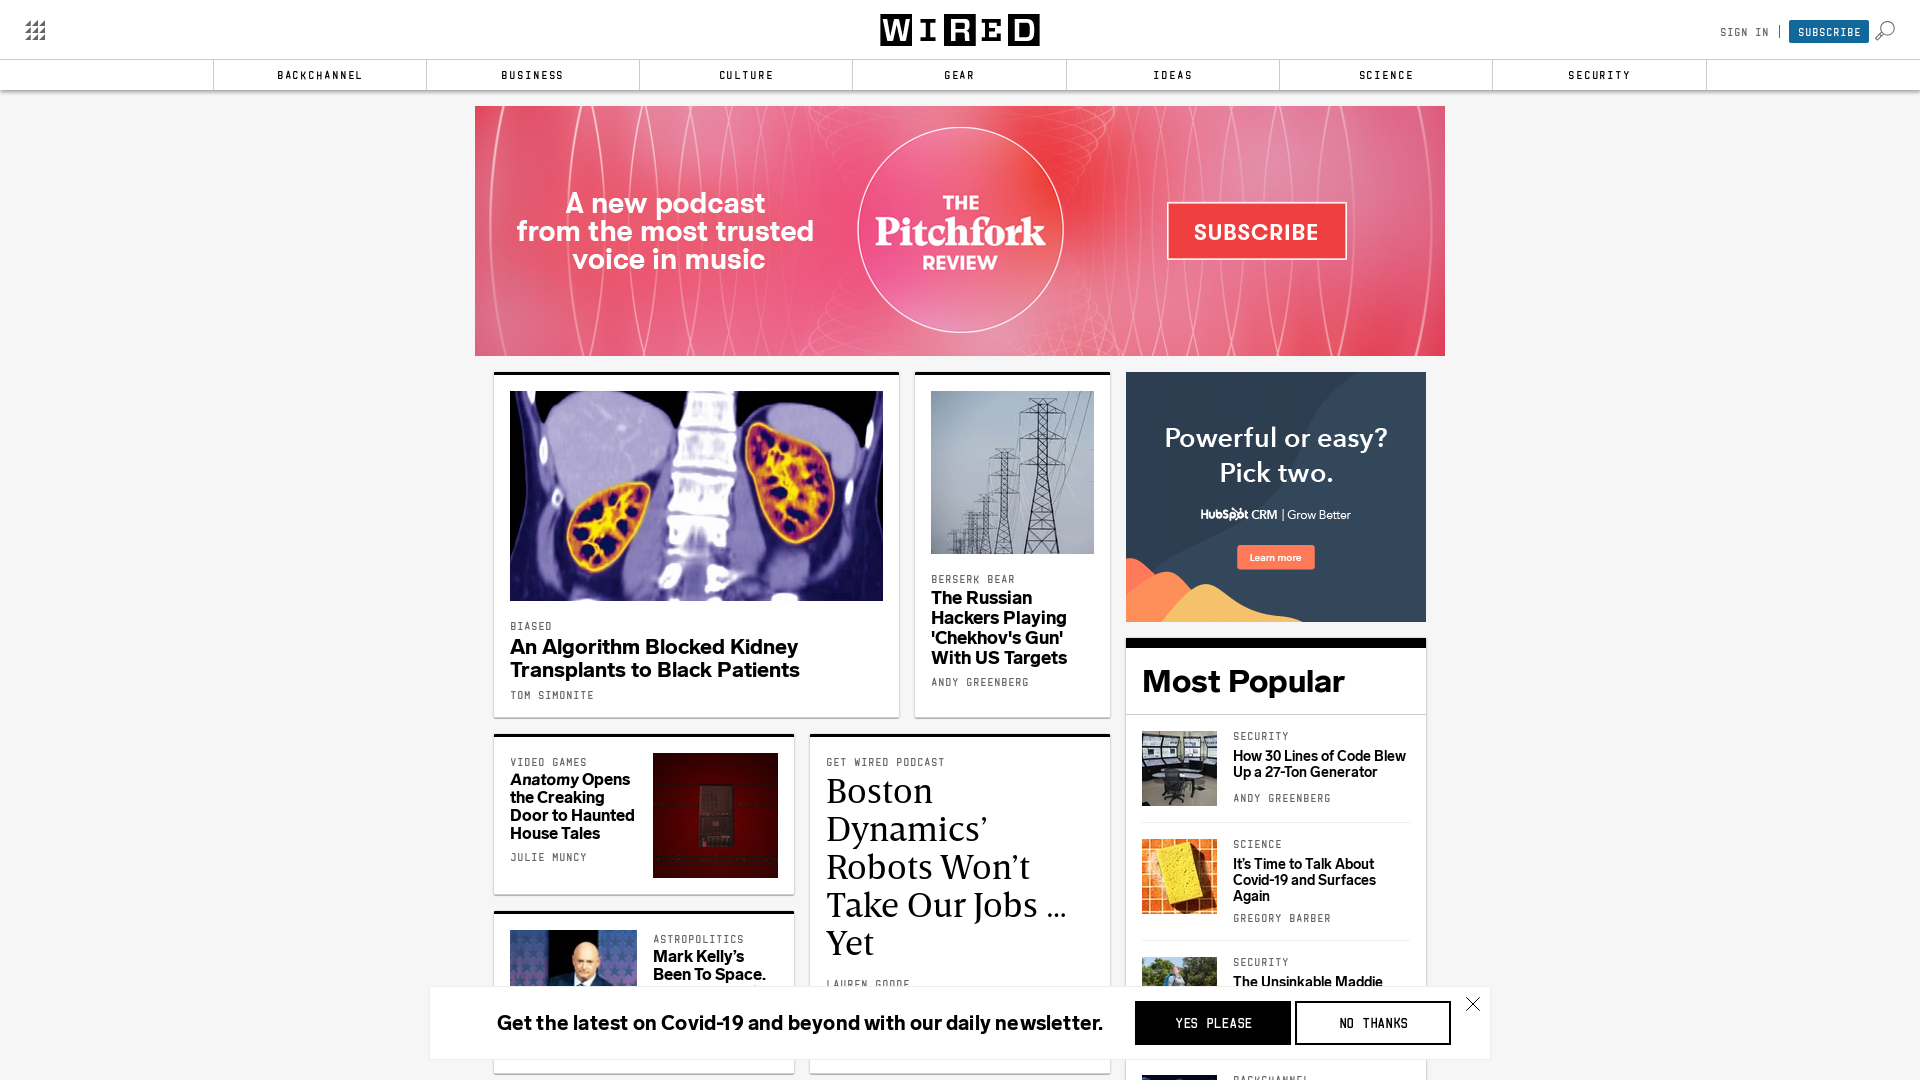 WIRED
SIGN IN
SUBSCRIBE
BACKCHANNEL
BUSINESS
CULTURE
GEAR
IDEAS
SCIENCE
SECURITY
A new podcast
from the most trusted
voice in music
THE
Pitchfork
REVIEW
SUBSCRIBE
BIASED
An Algorithm Blocked Kidney
Transplants to Black Patients
TOM SIMONITE
BERSERK BEAR
The Russian
Hackers Playing
'Chekhov's Gun'
With US Targets
ANDY GREENBERG
Powerful or easy?
Pick two.
HubSpot CRM | Grow Better
Learn more
VIDEO GAMES
Anatomy Opens
the Creaking
Door to Haunted
House Tales
JULIE MUNCY
ASTROPOLITICS
Mark Kelly’s
Been To Space.
GET WIRED PODCAST
Boston
Dynamics’
Robots Won’t
Take Our Jobs ...
Yet
LAUREN GOODE
Most Popular
SECURITY
How 30 Lines of Code Blew
Up a 27-Ton Generator
ANDY GREENBERG
SCIENCE
It’s Time to Talk About
Covid-19 and Surfaces
Again
GREGORY BARBER
SECURITY
The Unsinkable Maddie
BACKCHANNEL
Get the latest on Covid-19 and beyond with our daily newsletter.
YES PLEASE
NO THANKS